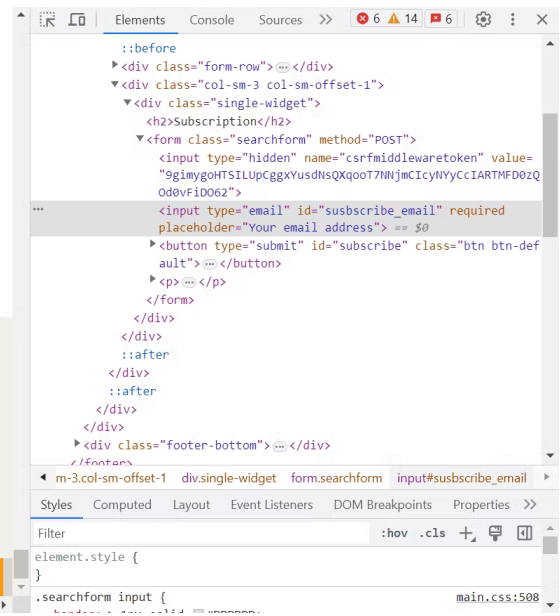 Elements Console Sources 6 14 6
::before
<div class="form-row"> </div>
<div class="col-sm-3 col-sm-offset-1">
<div class="single-widget">
<h2>Subscription</h2>
<form class="searchform" method="POST">
<input type="hidden" name="csrfmiddlewaretoken" value=
"9gimygoHTSILUpCggxYusdNsQXqooT7NNjmCIcyNYyCcIARTMFD0zQ
Od0vFiDO62">
<input type="email" id="susbscribe_email" required
placeholder="Your email address"> == $0
<button type="submit" id="subscribe" class="btn btn-def
ault"> </button>
<p> </p>
</form>
</div>
</div>
::after
</div>
::after
</div>
</div>
<div class="footer-bottom"> </div>
</footer>
m-3.col-sm-offset-1 div.single-widget form.searchform input#susbscribe_email
Styles Computed Layout Event Listeners DOM Breakpoints Properties
Filter :hov .cls
element.style {
}
.searchform input { main.css:508
border: 1px solid #DDDDDD;